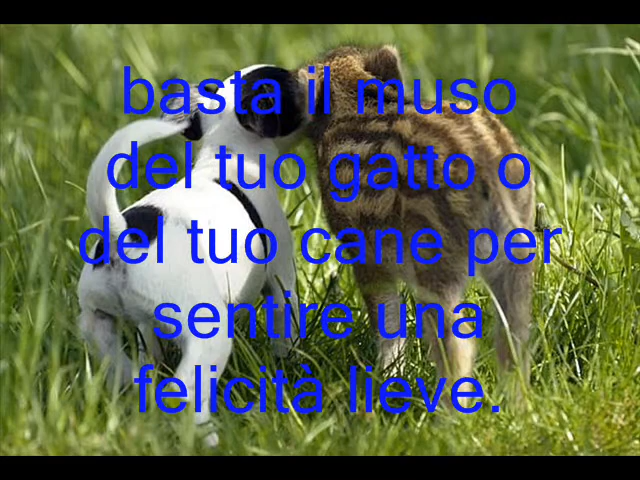 basta il muso
del tuo gatto o
del tuo cane per
sentire una
felicità lieve.